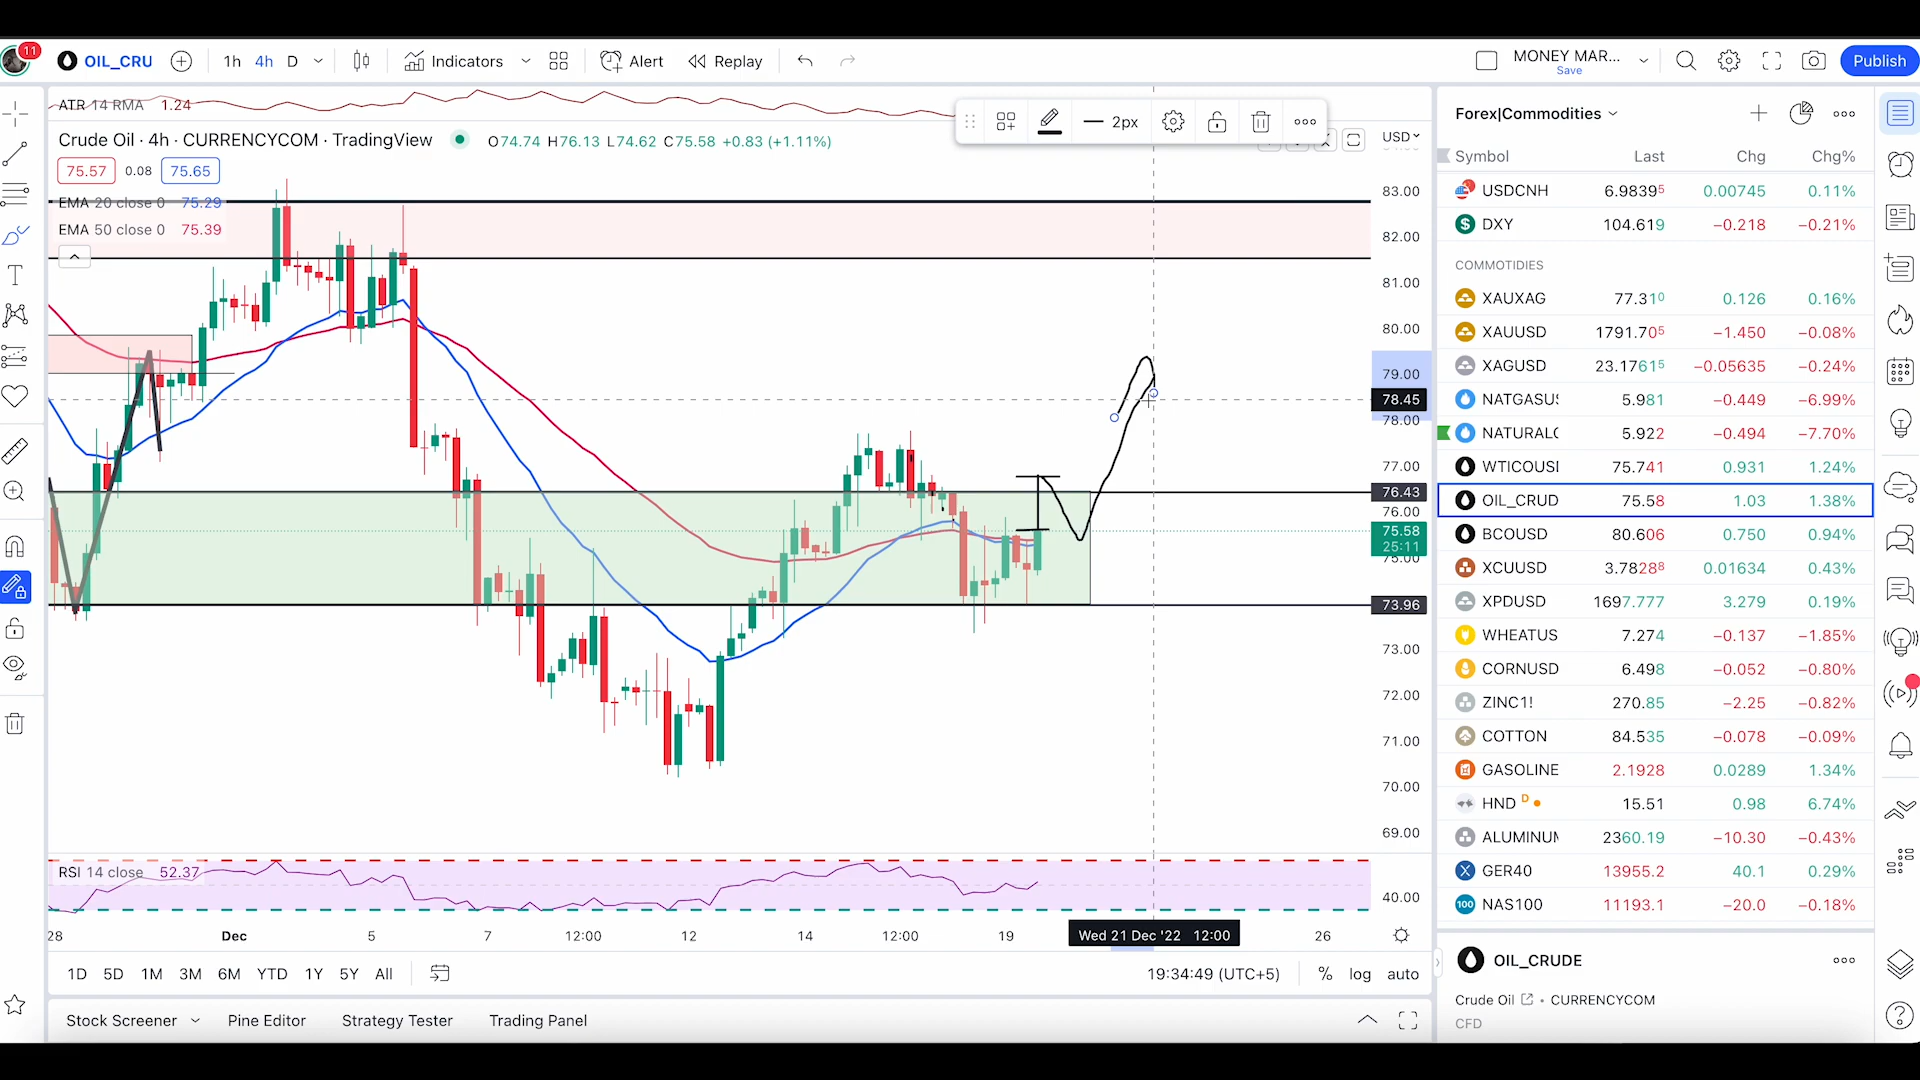 11
OIL_CRU
1h 4h D
Indicators
Alert
Replay
MONEY MAR...
Save
Publish
ATR 14 RMA 1.24
2px
Crude Oil · 4h · CURRENCYCOM · TradingView
O74.74 H76.13 L74.62 C75.58 +0.83 (+1.11%)
75.57 0.08 75.65
EMA 20 close 0 75.29
EMA 50 close 0 75.39
USD
83.00
82.00
81.00
80.00
79.00
78.45
78.00
77.00
76.43
76.00
75.58
25:11
75.00
73.96
73.00
72.00
71.00
70.00
69.00
RSI 14 close 52.37
40.00
28 Dec 5 7 12:00 12 14 12:00 19 Wed 21 Dec '22 12:00 26
1D 5D 1M 3M 6M YTD 1Y 5Y All
19:34:49 (UTC+5) % log auto
Stock Screener Pine Editor Strategy Tester Trading Panel
Forex|Commodities
Symbol Last Chg Chg%
USDCNH 6.98395 0.00745 0.11%
DXY 104.619 −0.218 −0.21%
COMMOTIDIES
XAUXAG 77.310 0.126 0.16%
XAUUSD 1791.705 −1.450 −0.08%
XAGUSD 23.17615 −0.05635 −0.24%
NATGASUS 5.981 −0.449 −6.99%
NATURALG 5.922 −0.494 −7.70%
WTICOUSI 75.741 0.931 1.24%
OIL_CRUD 75.58 1.03 1.38%
BCOUSD 80.606 0.750 0.94%
XCUUSD 3.78288 0.01634 0.43%
XPDUSD 1697.777 3.279 0.19%
WHEATUS 7.274 −0.137 −1.85%
CORNUSD 6.498 −0.052 −0.80%
ZINC1! 270.85 −2.25 −0.82%
COTTON 84.535 −0.078 −0.09%
GASOLINE 2.1928 0.0289 1.34%
HND D 15.51 0.98 6.74%
ALUMINUM 2360.19 −10.30 −0.43%
GER40 13955.2 40.1 0.29%
100 NAS100 11193.1 −20.0 −0.18%
OIL_CRUDE
Crude Oil • CURRENCYCOM
CFD